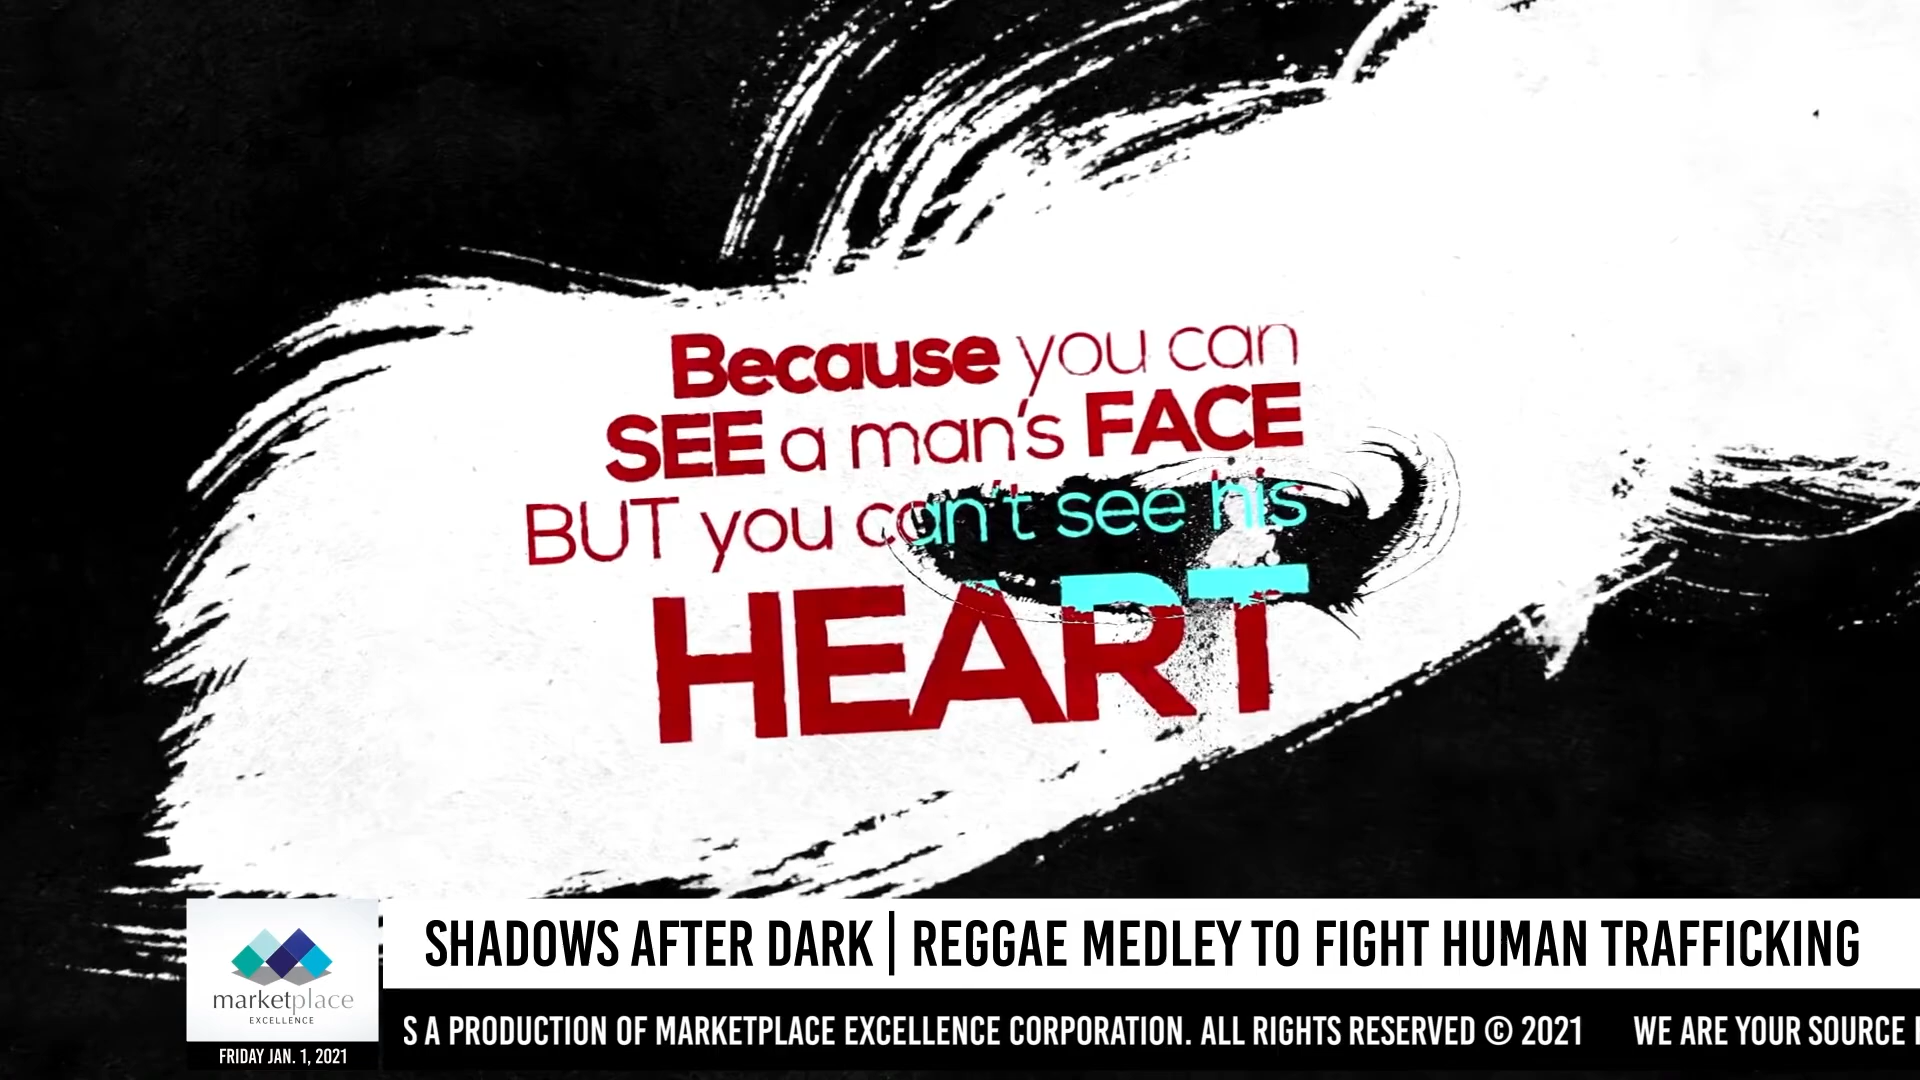 Because you can
SEE a man's FACE
BUT you can't see his
HEART
SHADOWS AFTER DARK | REGGAE MEDLEY TO FIGHT HUMAN TRAFFICKING
marketplace
EXCELLENCE
FRIDAY JAN. 1, 2021
S A PRODUCTION OF MARKETPLACE EXCELLENCE CORPORATION. ALL RIGHTS RESERVED © 2021 WE ARE YOUR SOURCE